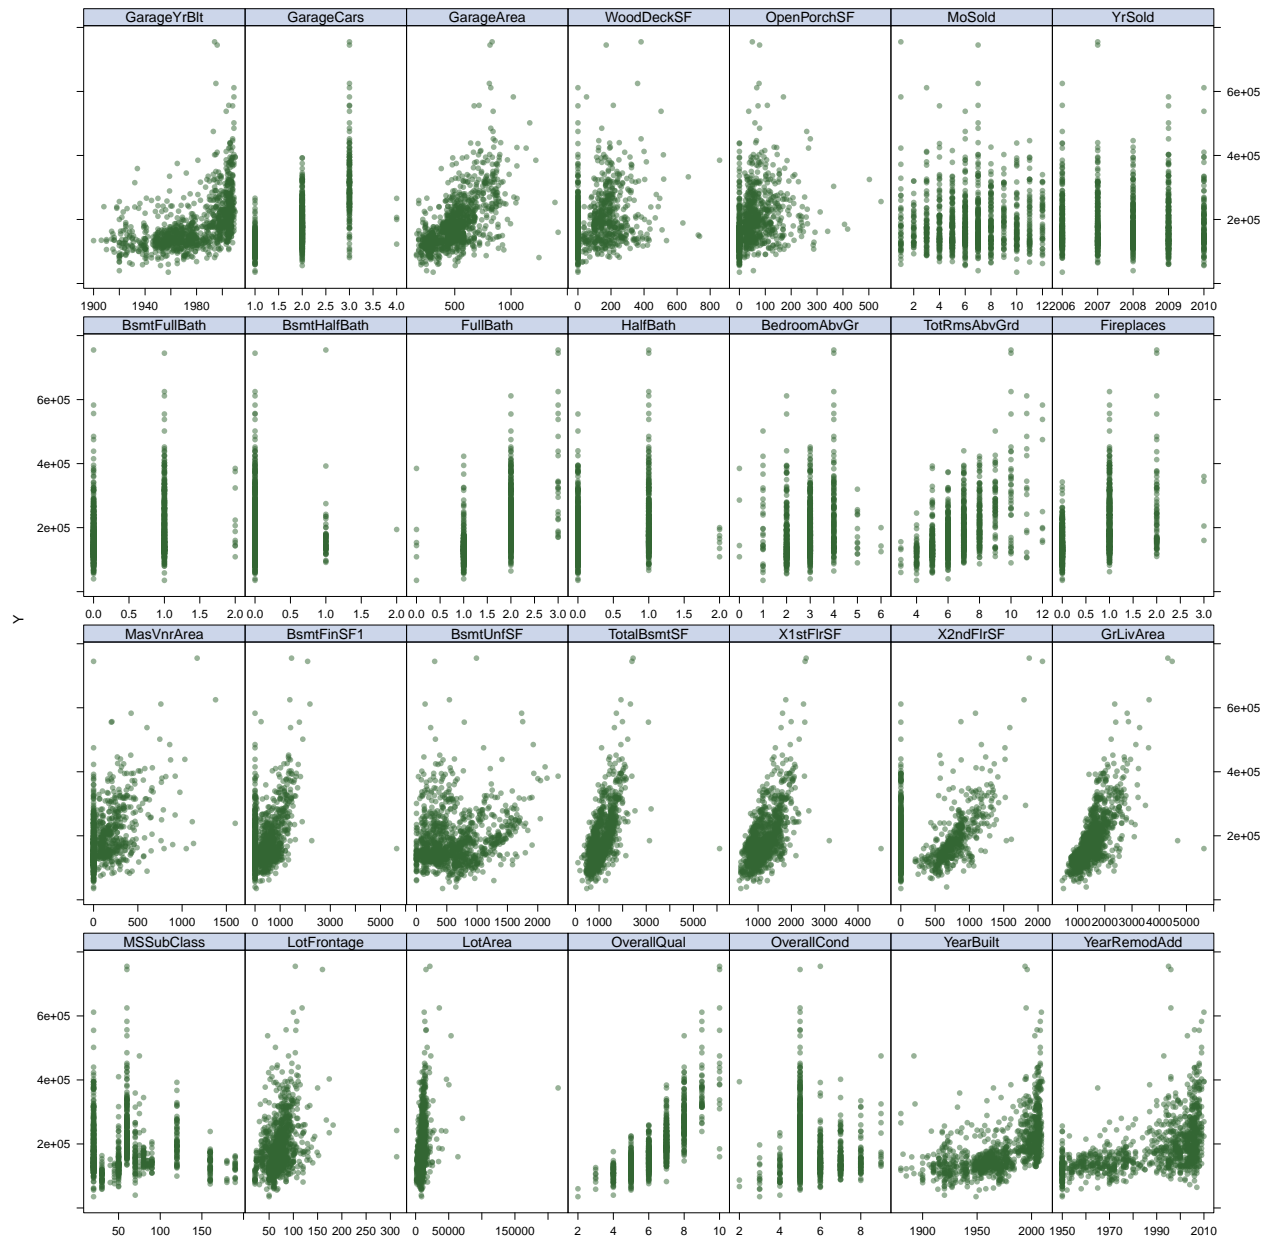 GarageYrBlt GarageCars GarageArea WoodDeckSF OpenPorchSF MoSold YrSold
6e+05
4e+05
2e+05
1900 1940 1980 1.0 1.5 2.0 2.5 3.0 3.5 4.0 500 1000 0 200 400 600 800 0 100 200 300 400 500 2 4 6 8 10 12 2006 2007 2008 2009 2010
BsmtFullBath BsmtHalfBath FullBath HalfBath BedroomAbvGr TotRmsAbvGrd Fireplaces
6e+05
4e+05
2e+05
0.0 0.5 1.0 1.5 2.0 0.0 0.5 1.0 1.5 2.0 0.0 0.5 1.0 1.5 2.0 2.5 3.0 0.0 0.5 1.0 1.5 2.0 0 1 2 3 4 5 6 4 6 8 10 12 0.0 0.5 1.0 1.5 2.0 2.5 3.0
Y
MasVnrArea BsmtFinSF1 BsmtUnfSF TotalBsmtSF X1stFlrSF X2ndFlrSF GrLivArea
6e+05
4e+05
2e+05
0 500 1000 1500 0 1000 3000 5000 0 500 1000 1500 2000 0 1000 3000 5000 1000 2000 3000 4000 0 500 1000 1500 2000 1000 2000 3000 4000 5000
MSSubClass LotFrontage LotArea OverallQual OverallCond YearBuilt YearRemodAdd
6e+05
4e+05
2e+05
50 100 150 50 100 150 200 250 300 0 50000 150000 2 4 6 8 10 2 4 6 8 1900 1950 2000 1950 1970 1990 2010